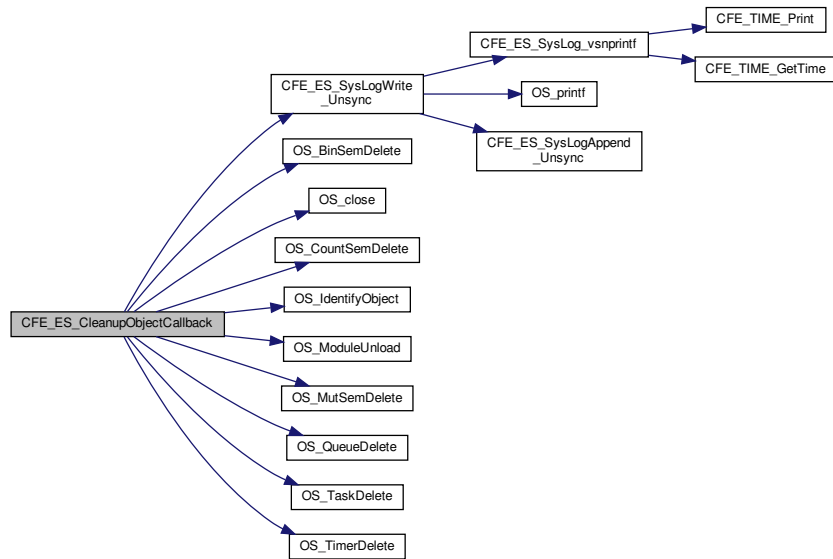 CFE_TIME_Print
CFE_ES_SysLog_vsnprintf
CFE_TIME_GetTime
CFE_ES_SysLogWrite
_Unsync
OS_printf
CFE_ES_SysLogAppend
_Unsync
OS_BinSemDelete
OS_close
OS_CountSemDelete
OS_IdentifyObject
CFE_ES_CleanupObjectCallback
OS_ModuleUnload
OS_MutSemDelete
OS_QueueDelete
OS_TaskDelete
OS_TimerDelete